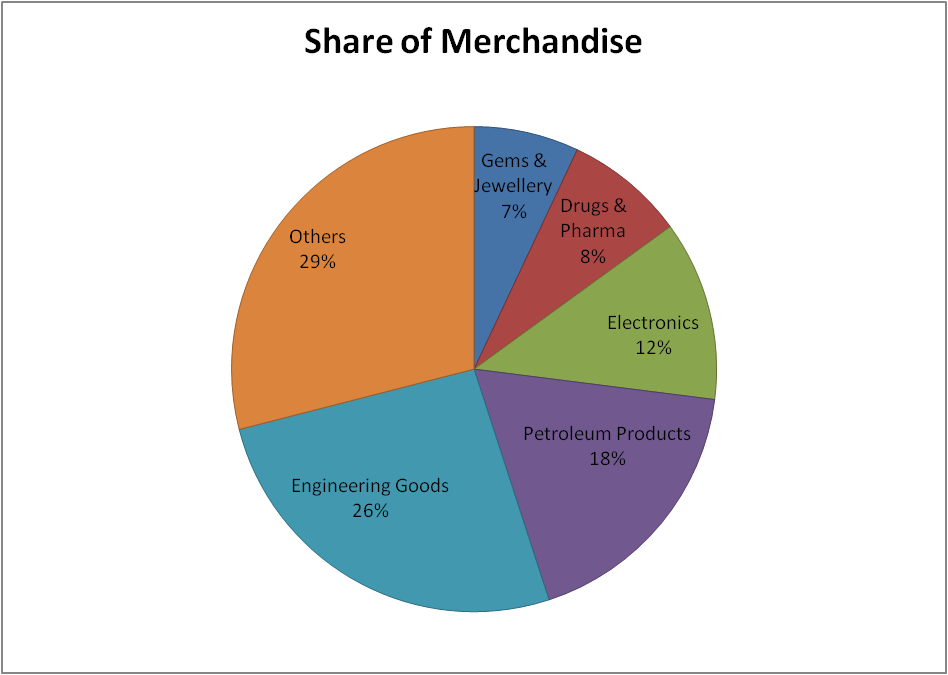 Share of Merchandise
Gems &
Jewellery
7%
Drugs &
Pharma
8%
Electronics
12%
Petroleum Products
18%
Engineering Goods
26%
Others
29%